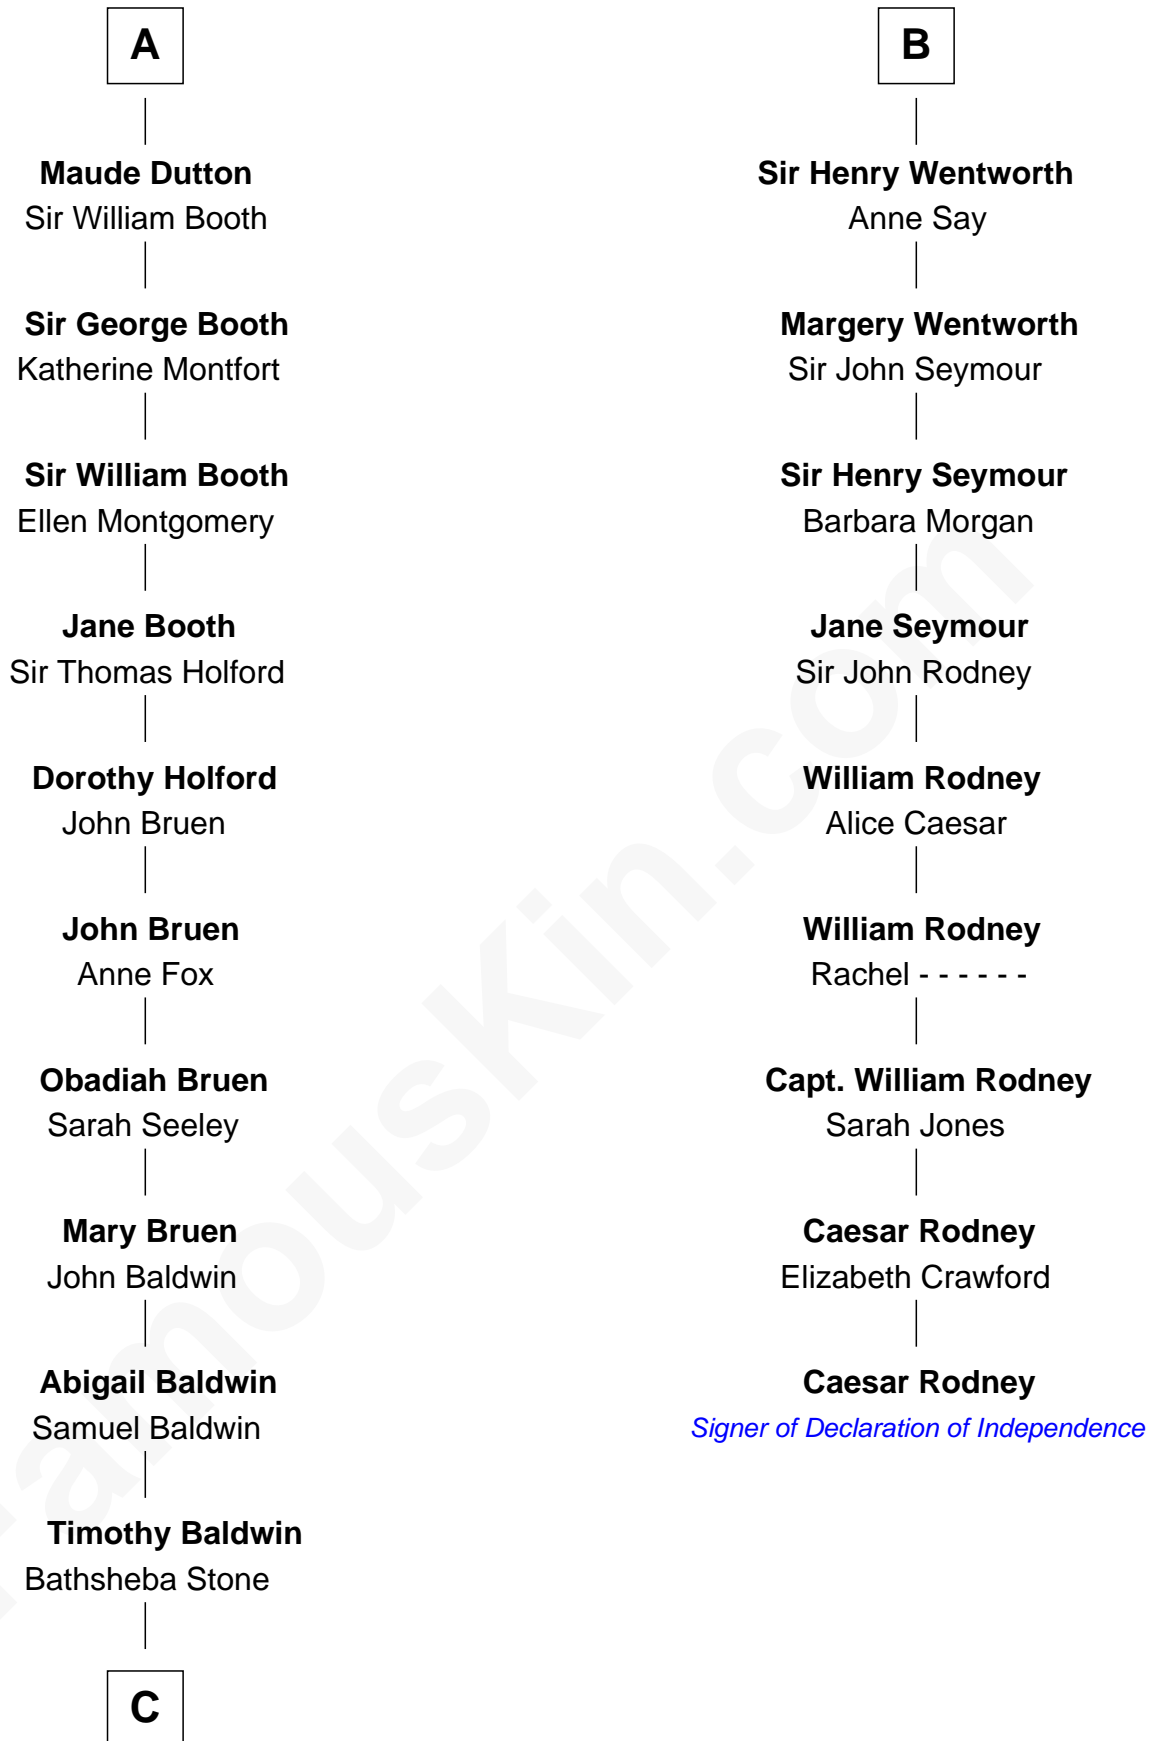 A
Maude Dutton
Sir William Booth
Sir George Booth
Katherine Montfort
Sir William Booth
Ellen Montgomery
Jane Booth
Sir Thomas Holford
Dorothy Holford
John Bruen
John Bruen
Anne Fox
Obadiah Bruen
Sarah Seeley
Mary Bruen
John Baldwin
Abigail Baldwin
Samuel Baldwin
Timothy Baldwin
Bathsheba Stone
C
B
Sir Henry Wentworth
Anne Say
Margery Wentworth
Sir John Seymour
Sir Henry Seymour
Barbara Morgan
Jane Seymour
Sir John Rodney
William Rodney
Alice Caesar
William Rodney
Rachel - - - - - -
Capt. William Rodney
Sarah Jones
Caesar Rodney
Elizabeth Crawford
Caesar Rodney
Signer of Declaration of Independence
FamousKin.com